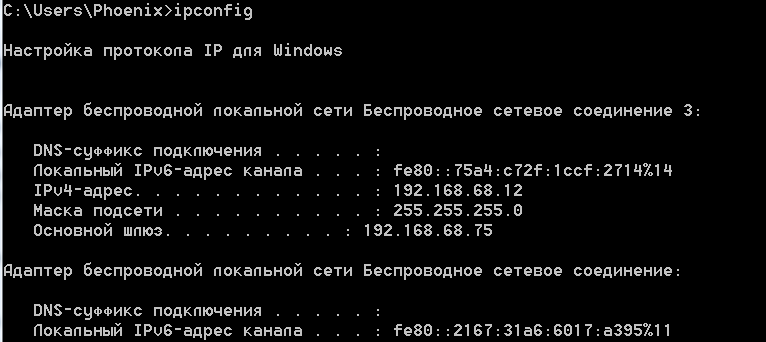 C:\Users\Phoenix>ipconfig
Настройка протокола IP для Windows
Адаптер беспроводной локальной сети Беспроводное сетевое соединение 3:
DNS-суффикс подключения . . . . . :
Локальный IPv6-адрес канала . . . : fe80::75a4:c72f:1ccf:2714%14
IPv4-адрес. . . . . . . . . . . . : 192.168.68.12
Маска подсети . . . . . . . . . . : 255.255.255.0
Основной шлюз. . . . . . . . . : 192.168.68.75
Адаптер беспроводной локальной сети Беспроводное сетевое соединение:
DNS-суффикс подключения . . . . . :
Локальный IPv6-адрес канала . . . : fe80::2167:31a6:6017:a395%11